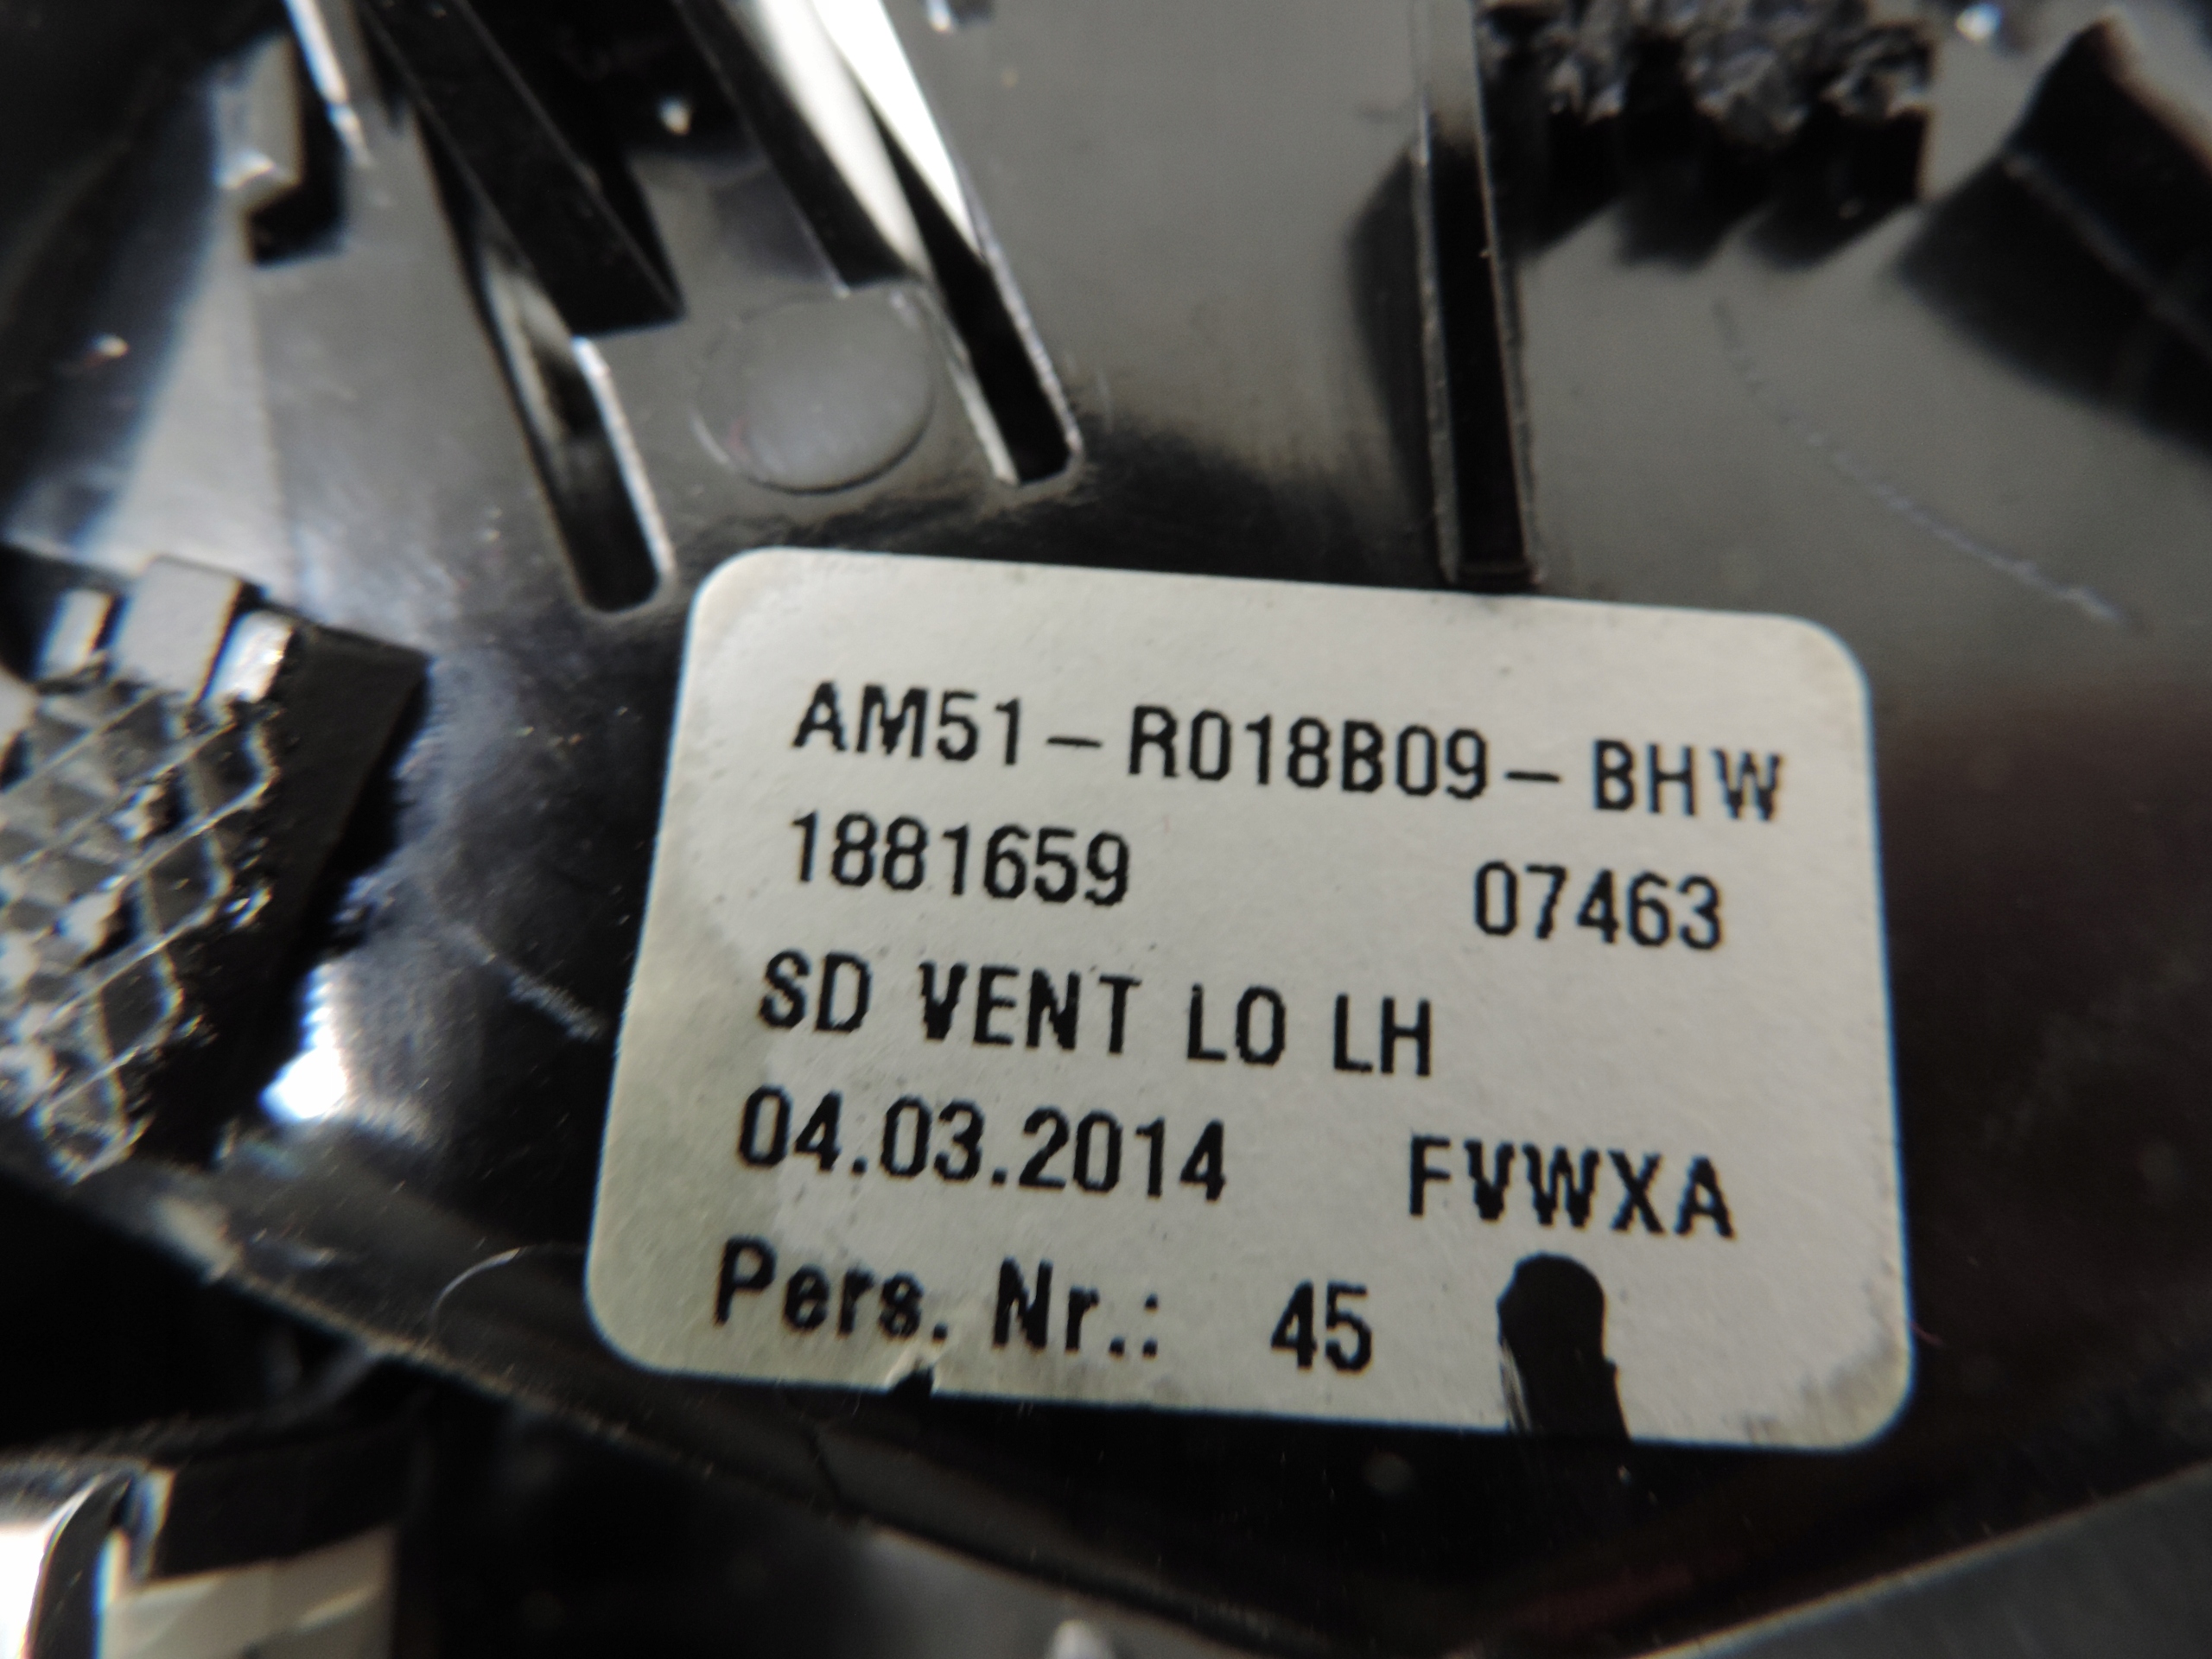 AM51-R018B09-BHW
1881659 07463
SD VENT LO LH
04.03.2014 FVWXA
Pers. Nr.: 45